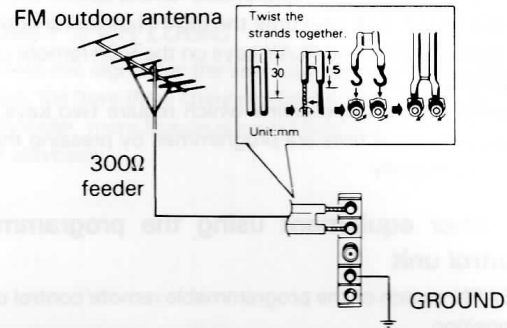 FM outdoor antenna
Twist the
strands together.
30
5
Unit:mm
300Ω
feeder
GROUND